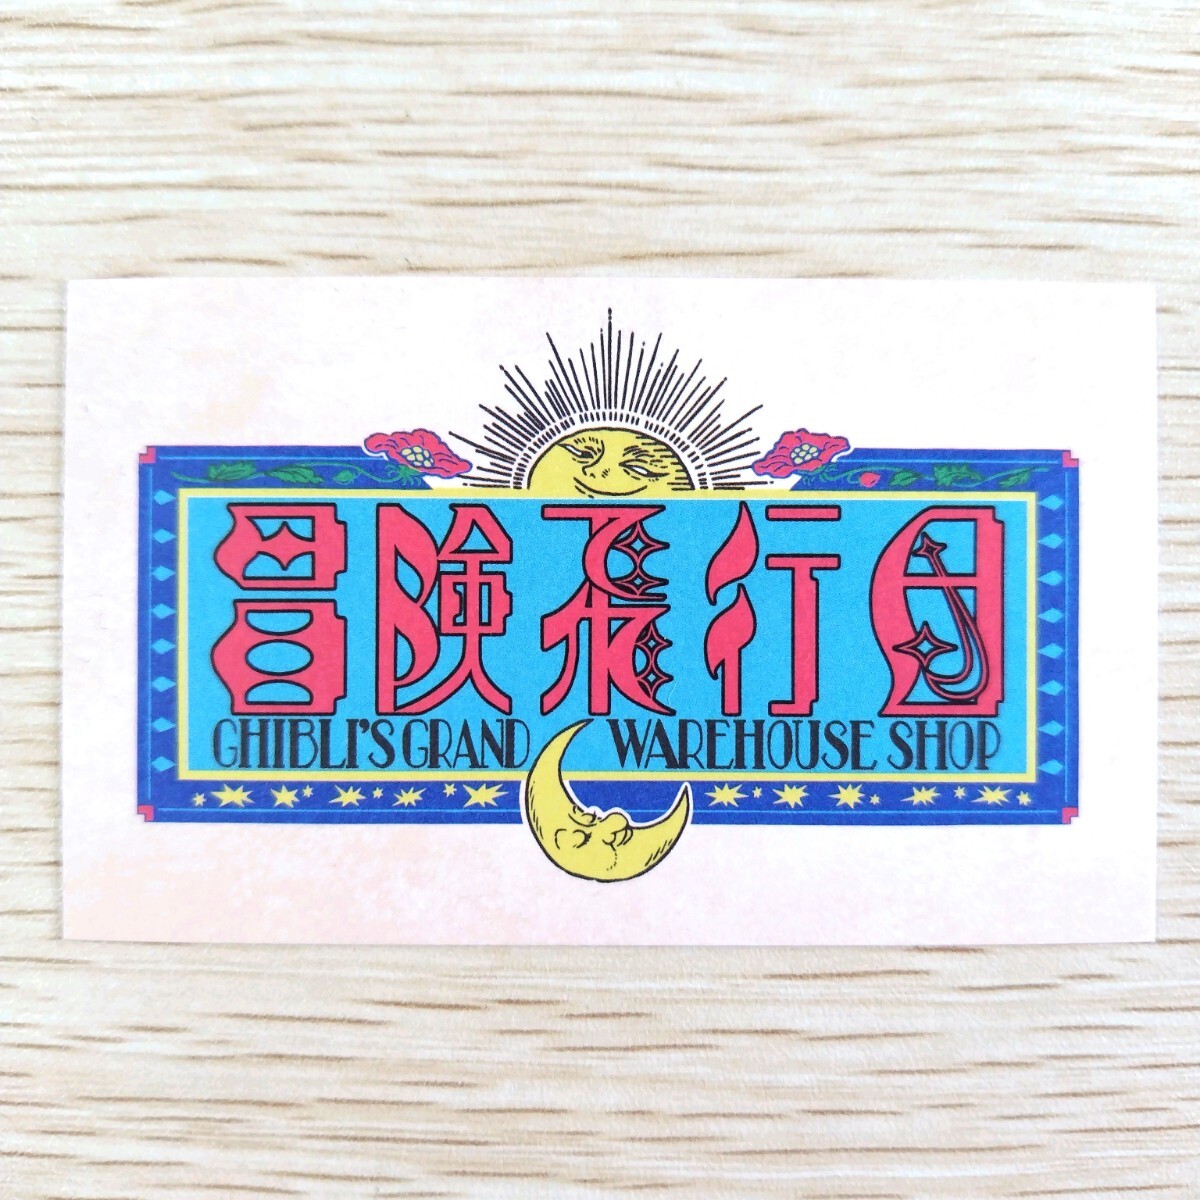 冒険飛行団
GHIBLI'S GRAND WAREHOUSE SHOP